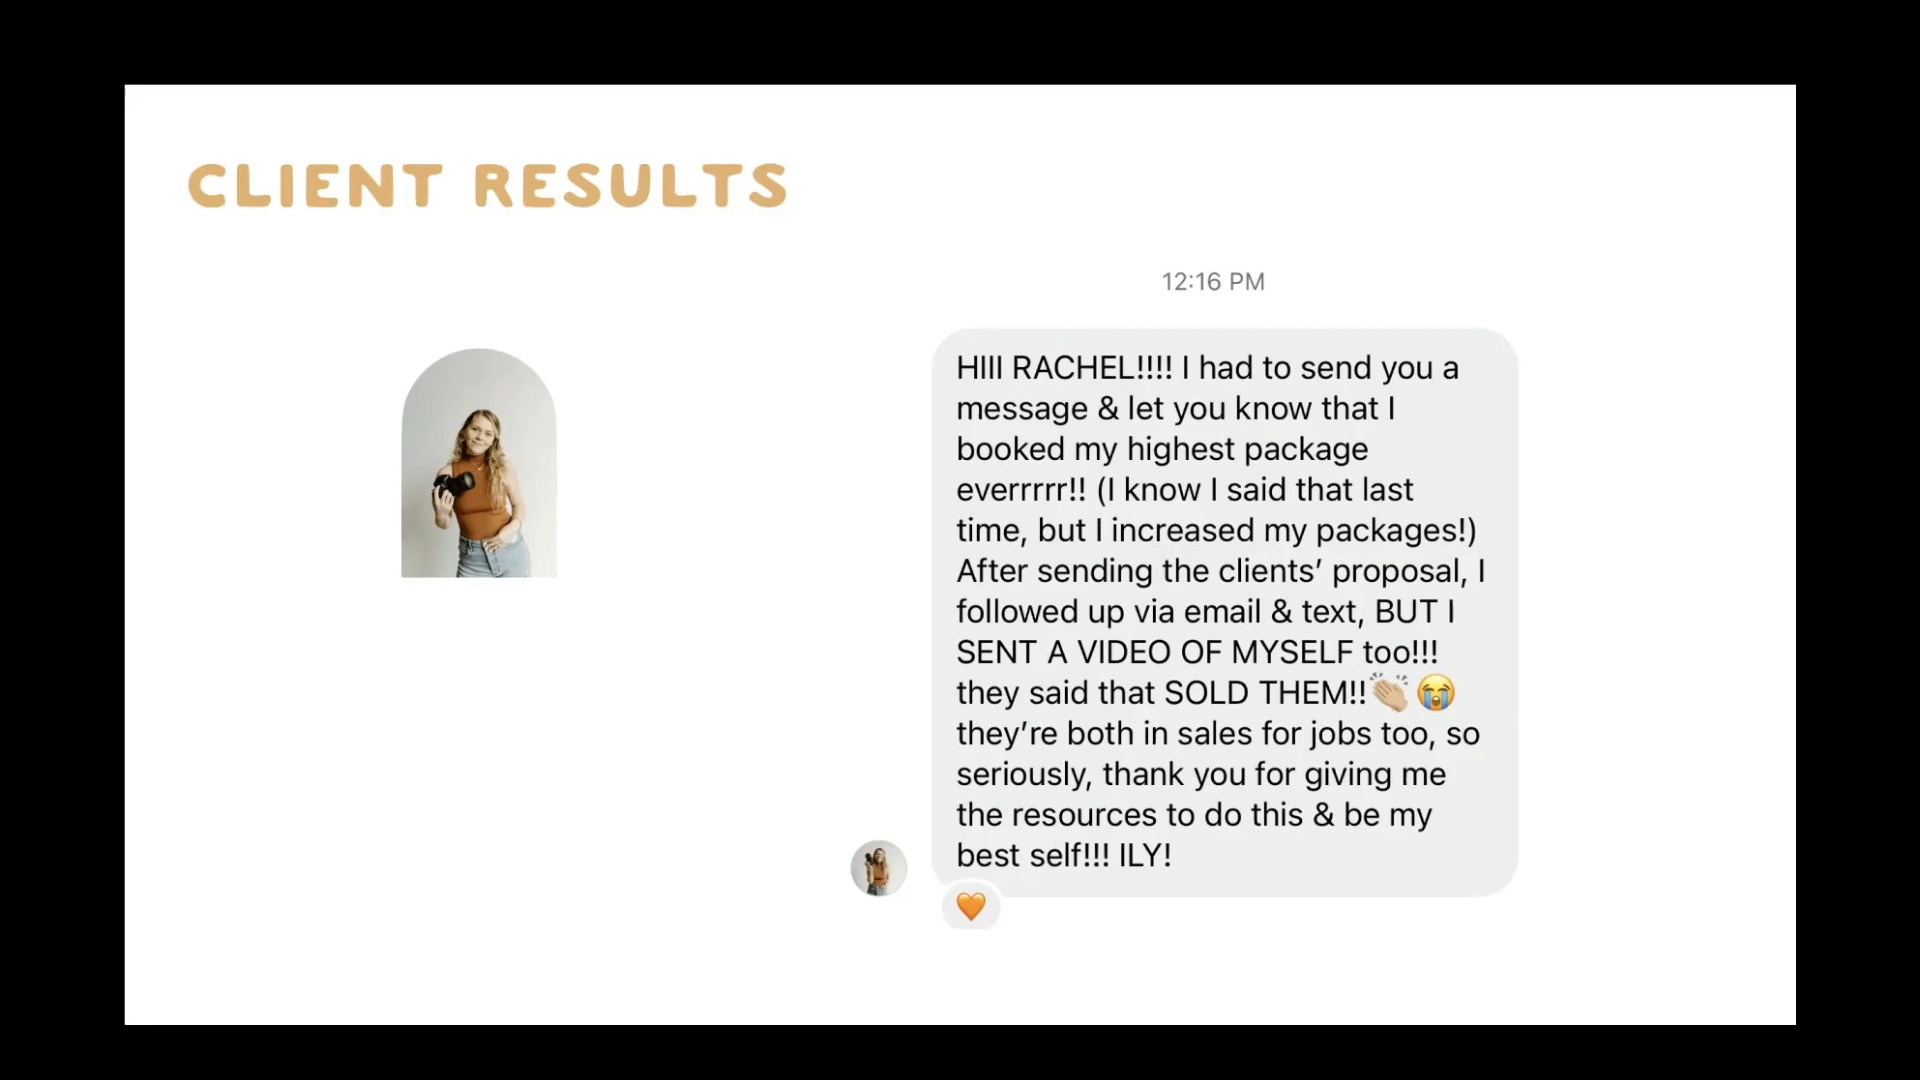 CLIENT RESULTS
12:16 PM
HIII RACHEL!!!! I had to send you a
message & let you know that I
booked my highest package
everrrrr!! (I know I said that last
time, but I increased my packages!)
After sending the clients’ proposal, I
followed up via email & text, BUT I
SENT A VIDEO OF MYSELF too!!!
they said that SOLD THEM!!👏🏼😭
they’re both in sales for jobs too, so
seriously, thank you for giving me
the resources to do this & be my
best self!!! ILY!